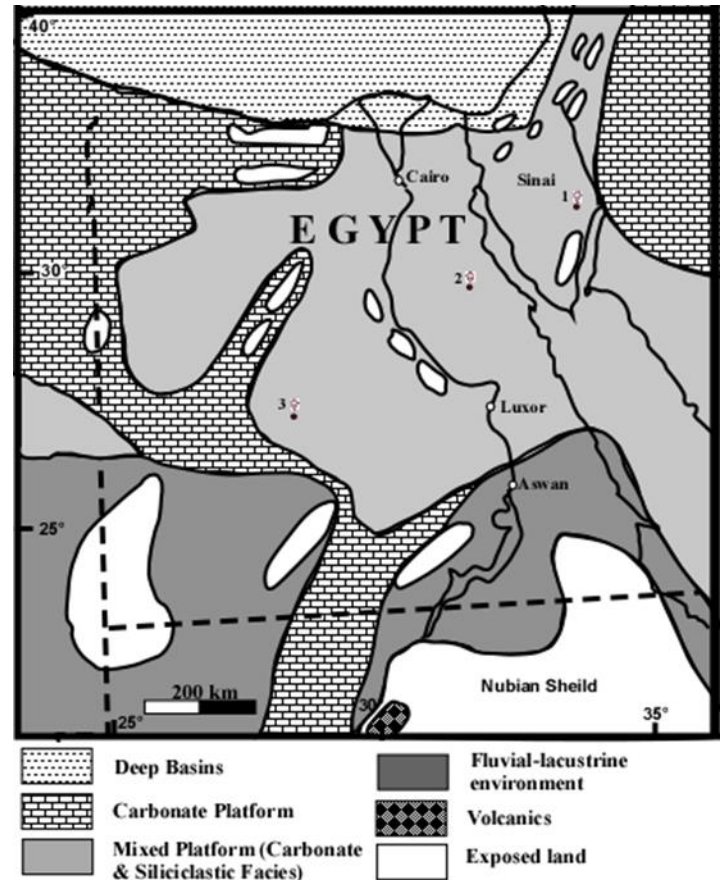 40°
Cairo
Sinai
1
EGYPT
30°
2
3
Luxor
Aswan
25°
200 km
Nubian Sheild
30
25°
35°
Deep Basins
Carbonate Platform
Mixed Platform (Carbonate
& Siliciclastic Facies)
Fluvial-lacustrine
environment
Volcanics
Exposed land